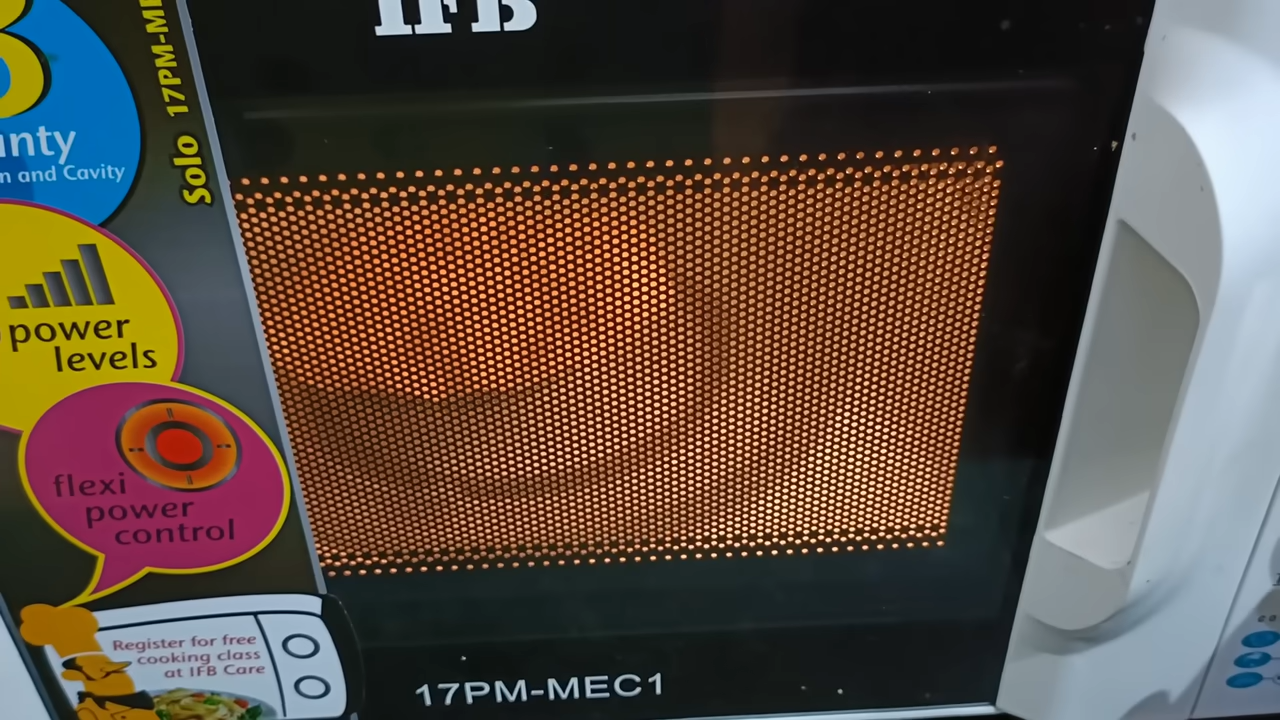 IFB
Solo 17PM-ME
nty
m and Cavity
power
levels
flexi
power
control
Register for free
cooking class
at IFB Care
17PM-MEC1